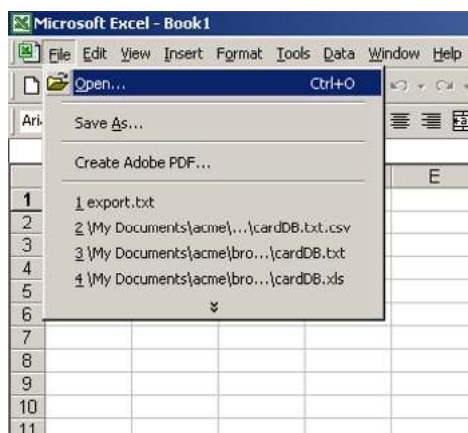 Microsoft Excel - Book1
File Edit View Insert Format Tools Data Window Help
Open... Ctrl+O
Ari
Save As...
Create Adobe PDF...
E
1 export.txt
2 \My Documents\acme\...\cardDB.txt.csv
3 \My Documents\acme\bro...\cardDB.txt
4 \My Documents\acme\bro...\cardDB.xls
1
2
3
4
5
6
7
8
9
10
11